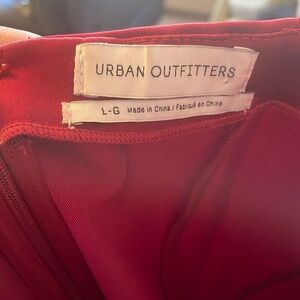 URBAN OUTFITTERS
L-G Made in China / Fabriqué en Chine